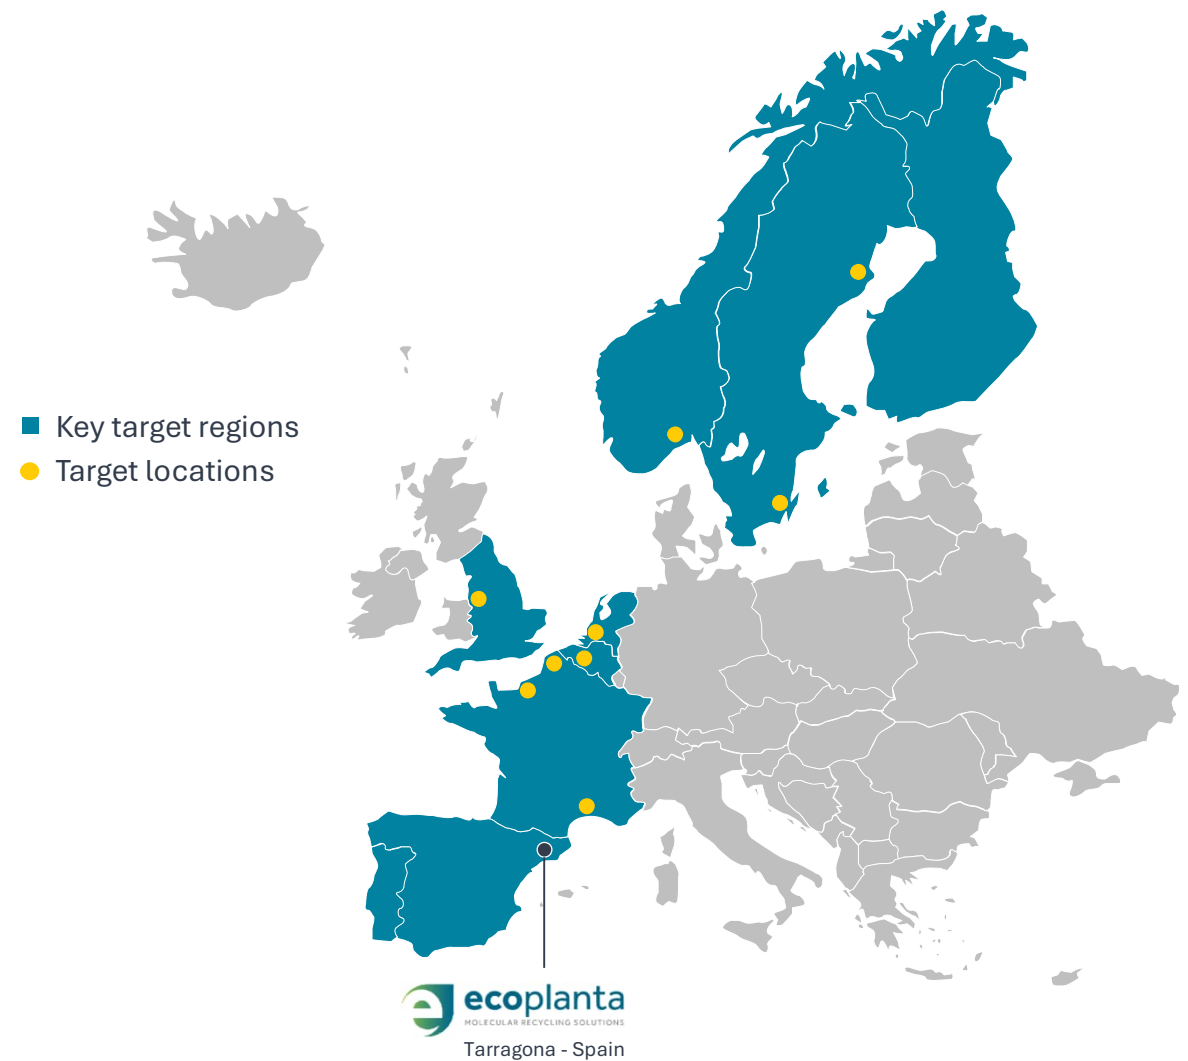 Key target regions
Target locations
ecoplanta
MOLECULAR RECYCLING SOLUTIONS
Tarragona - Spain